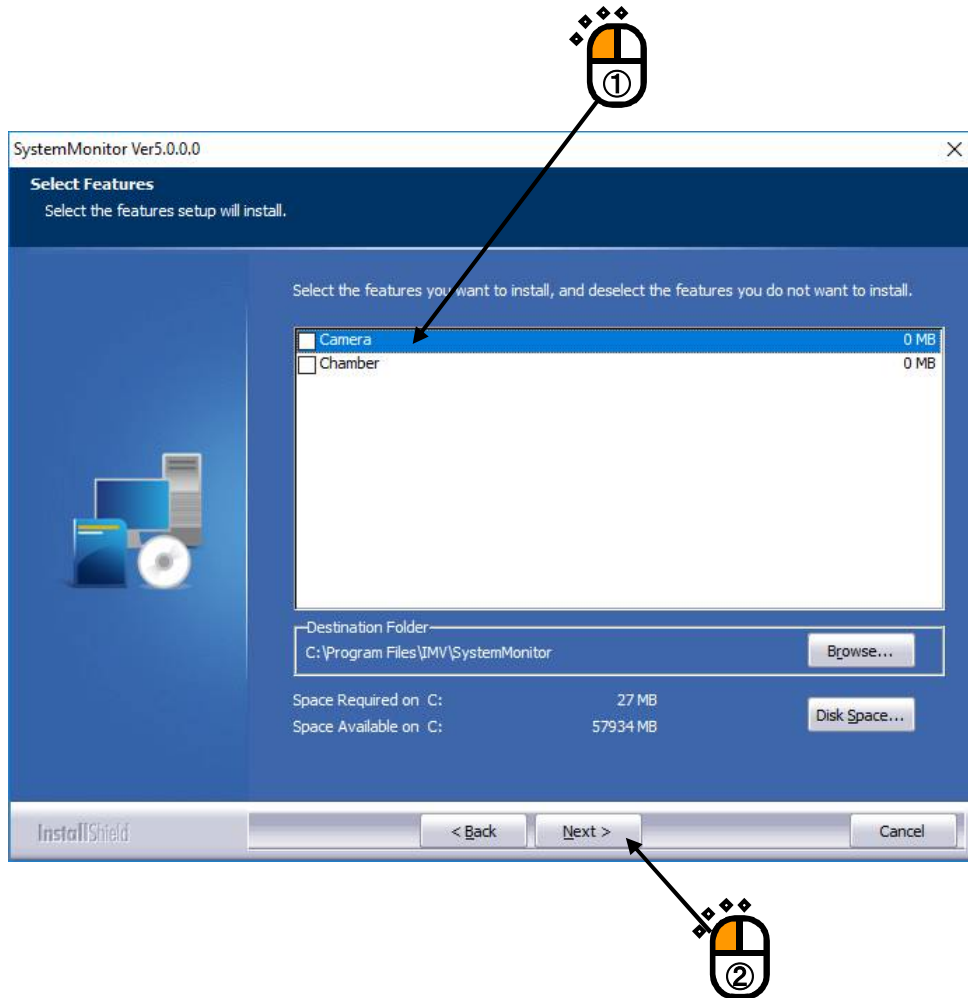 ①
SystemMonitor Ver5.0.0.0
Select Features
Select the features setup will install.
Select the features you want to install, and deselect the features you do not want to install.
Camera 0 MB
Chamber 0 MB
Destination Folder
C:\Program Files\IMV\SystemMonitor
Browse...
Space Required on C: 27 MB
Space Available on C: 57934 MB
Disk Space...
InstallShield
< Back
Next >
Cancel
②